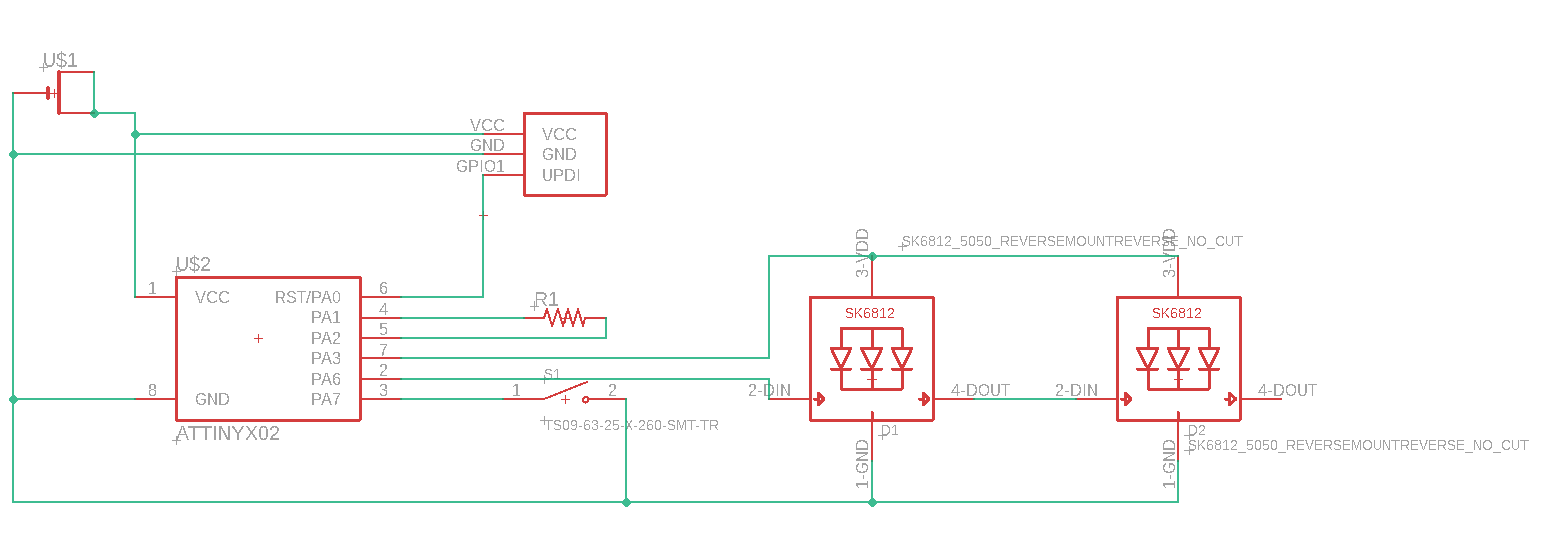 U$1
VCC
GND
GPIO1
VCC
GND
UPDI
U$2
1
VCC
RST/PA0
6
PA1
4
PA2
5
PA3
7
PA6
2
8
GND
PA7
3
ATTINYX02
R1
S1
1
2
TS09-63-25-X-260-SMT-TR
SK6812_5050_REVERSEMOUNTREVERSE_NO_CUT
3-VDD
SK6812
2-DIN
4-DOUT
D1
1-GND
3-VDD
SK6812
2-DIN
4-DOUT
D2
SK6812_5050_REVERSEMOUNTREVERSE_NO_CUT
1-GND